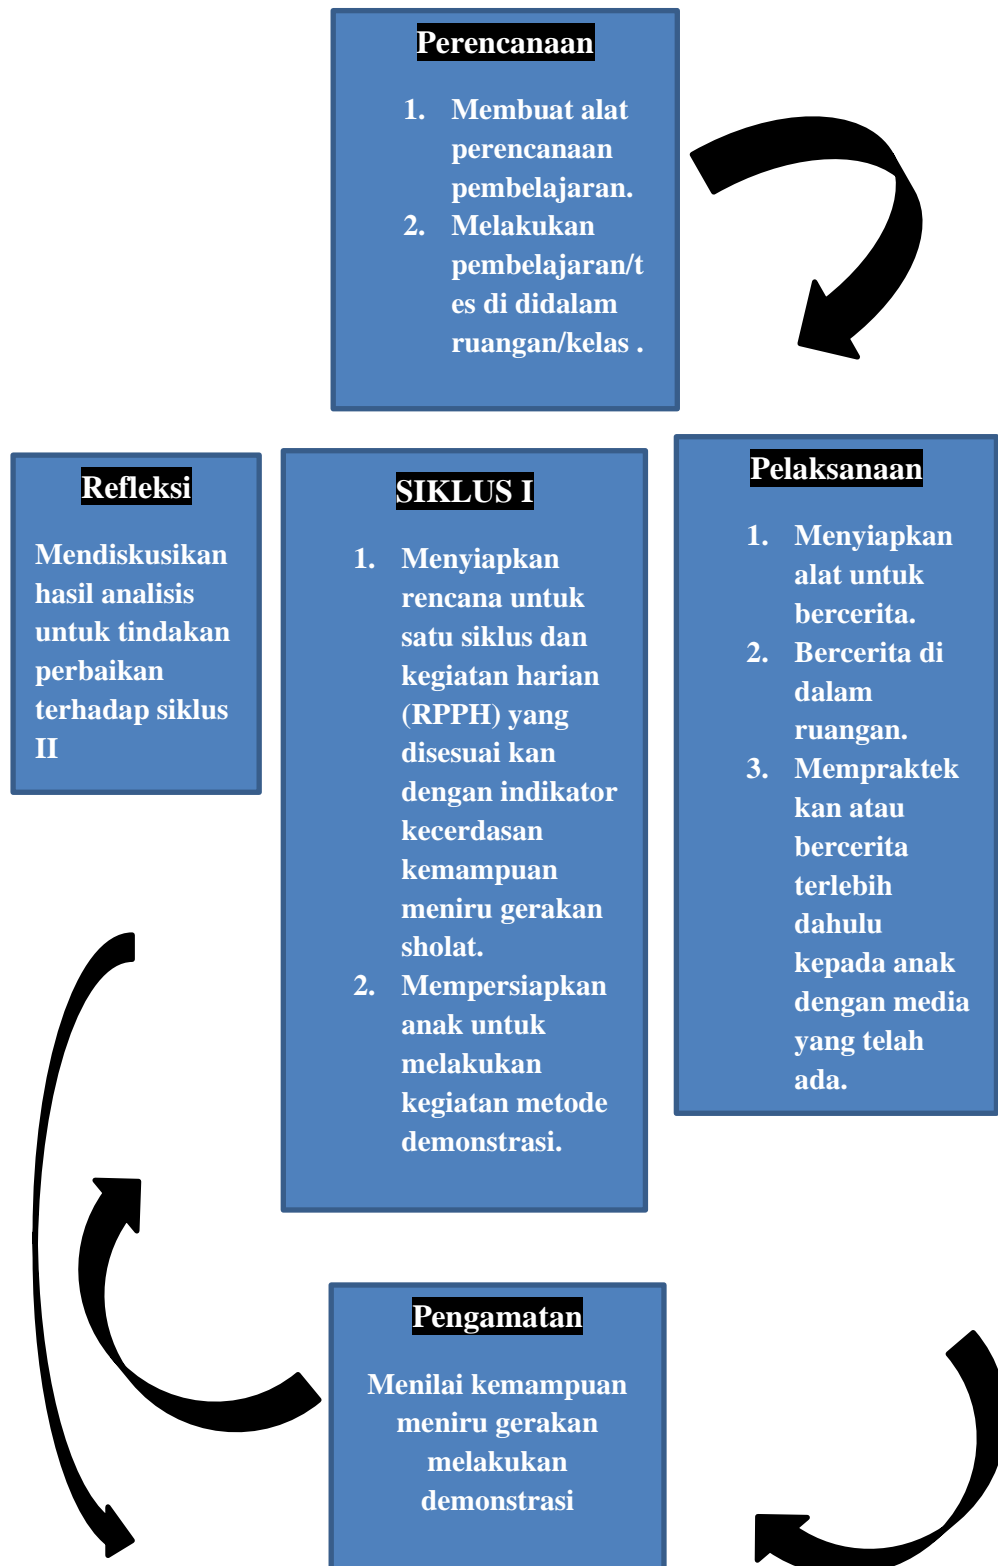 Perencanaan
1. Membuat alat
perencanaan
pembelajaran.
2. Melakukan
pembelajaran/t
es di didalam
ruangan/kelas .
Refleksi
Mendiskusikan
hasil analisis
untuk tindakan
perbaikan
terhadap siklus
II
SIKLUS I
1. Menyiapkan
rencana untuk
satu siklus dan
kegiatan harian
(RPPH) yang
disesuai kan
dengan indikator
kecerdasan
kemampuan
meniru gerakan
sholat.
2. Mempersiapkan
anak untuk
melakukan
kegiatan metode
demonstrasi.
Pelaksanaan
1. Menyiapkan
alat untuk
bercerita.
2. Bercerita di
dalam
ruangan.
3. Mempraktek
kan atau
bercerita
terlebih
dahulu
kepada anak
dengan media
yang telah
ada.
Pengamatan
Menilai kemampuan
meniru gerakan
melakukan
demonstrasi